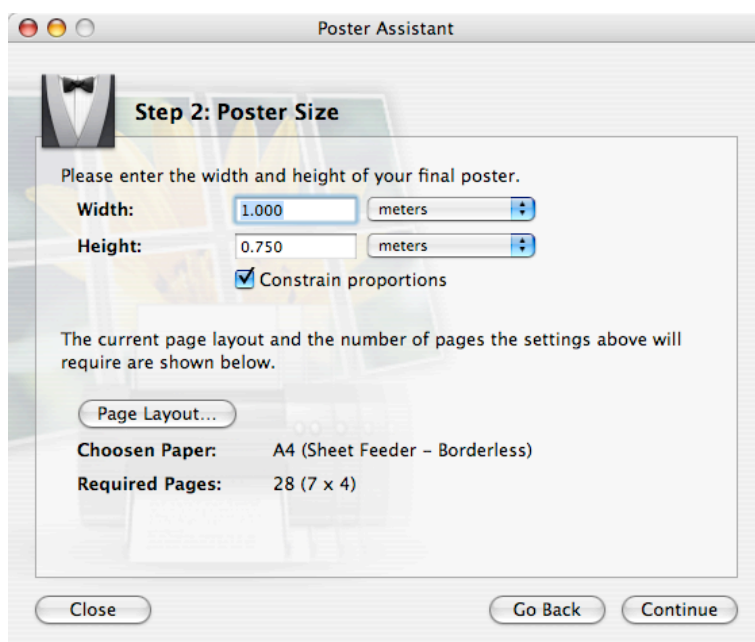 Poster Assistant
Step 2: Poster Size
Please enter the width and height of your final poster.
Width: 1.000 meters
Height: 0.750 meters
Constrain proportions
The current page layout and the number of pages the settings above will
require are shown below.
Page Layout...
Choosen Paper: A4 (Sheet Feeder – Borderless)
Required Pages: 28 (7 x 4)
Close Go Back Continue